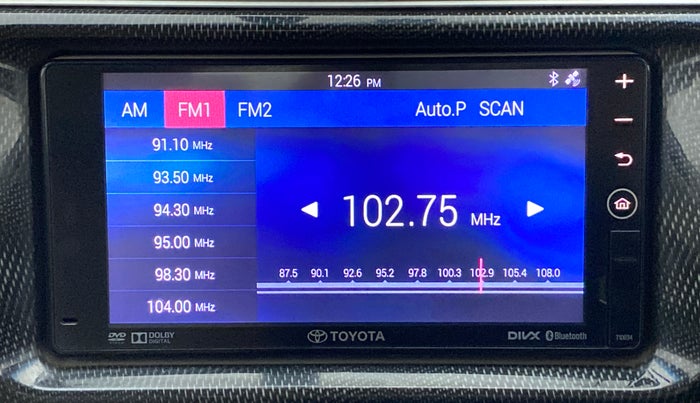 12:26 PM
AM FM1 FM2 Auto.P SCAN
91.10 MHz
93.50 MHz
94.30 MHz
95.00 MHz
98.30 MHz
104.00 MHz
102.75 MHz
87.5 90.1 92.6 95.2 97.8 100.3 102.9 105.4 108.0
DVD DOLBY DIGITAL TOYOTA DIVX Bluetooth